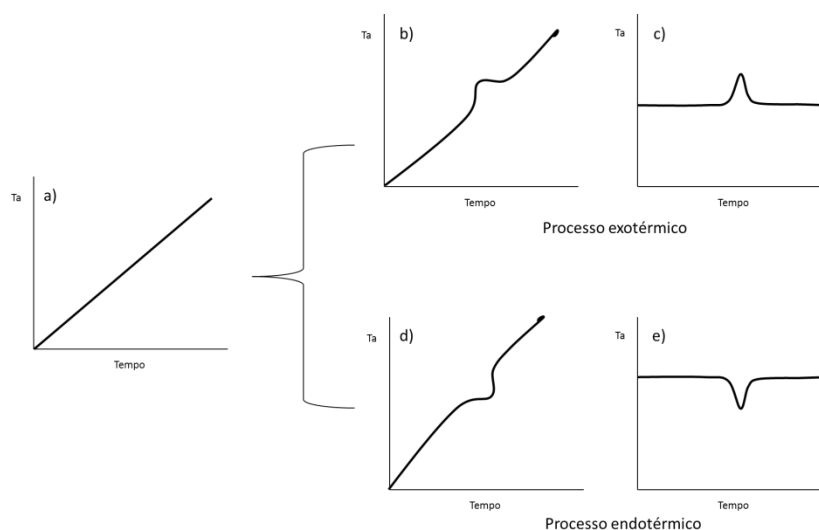 Ta
b)
Tempo
Ta
c)
Tempo
Processo exotérmico
Ta
a)
Tempo
Ta
d)
Tempo
Ta
e)
Tempo
Processo endotérmico